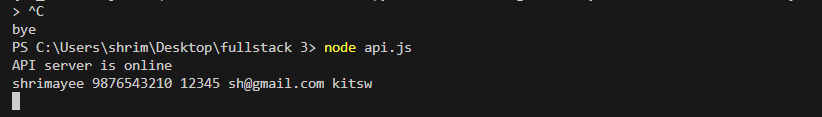 > ^C
bye
PS C:\Users\shrim\Desktop\fullstack 3> node api.js
API server is online
shrimayee 9876543210 12345 sh@gmail.com kitsw